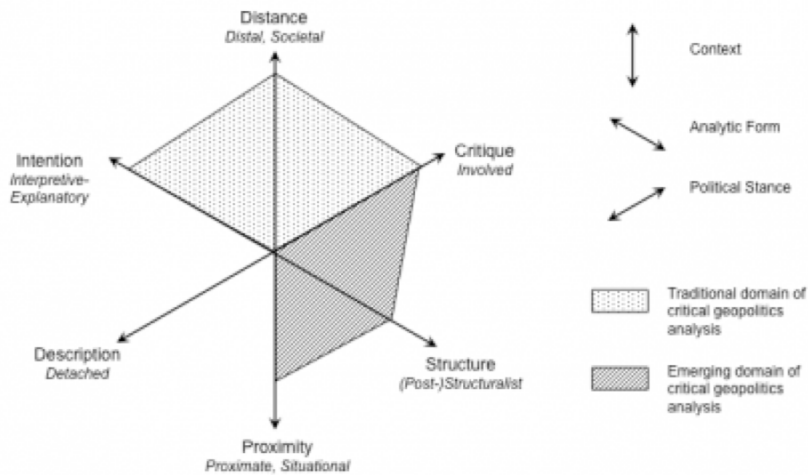 Distance
Distal, Societal
Context
Analytic Form
Intention
Interpretive-
Explanatory
Critique
Involved
Political Stance
Traditional domain of
critical geopolitics
analysis
Description
Detached
Structure
(Post-)Structuralist
Emerging domain of
critical geopolitics
analysis
Proximity
Proximate, Situational